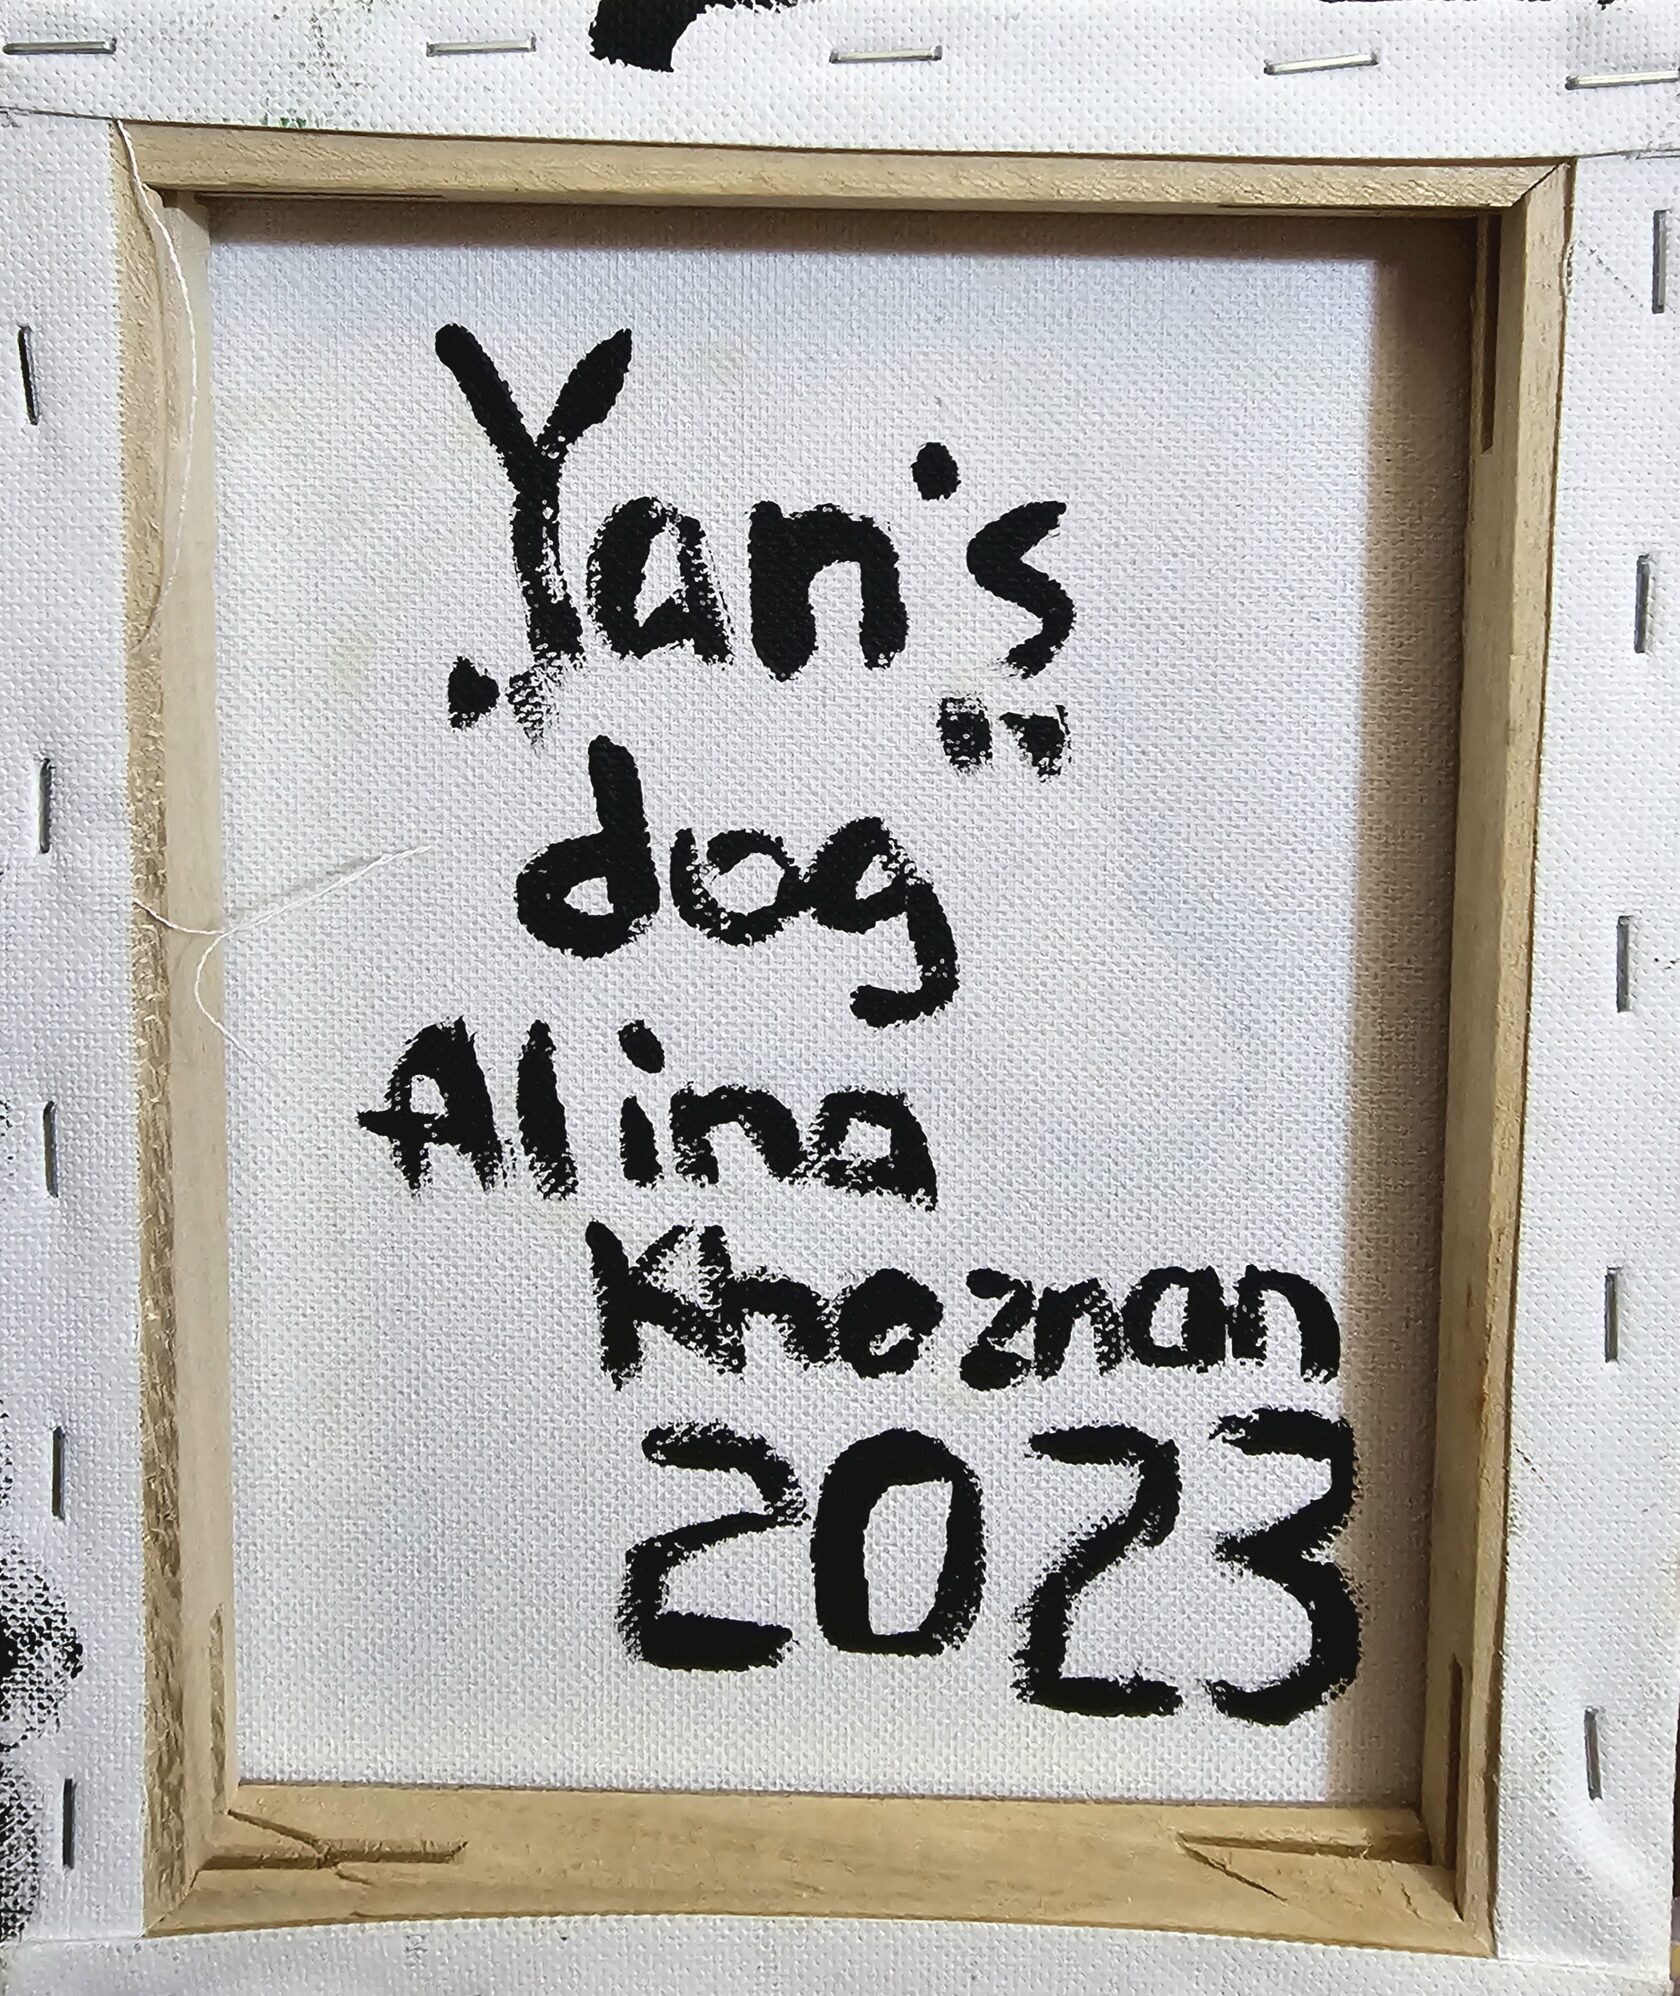 "Yan's
dog"
Alina
Khoznan
2023